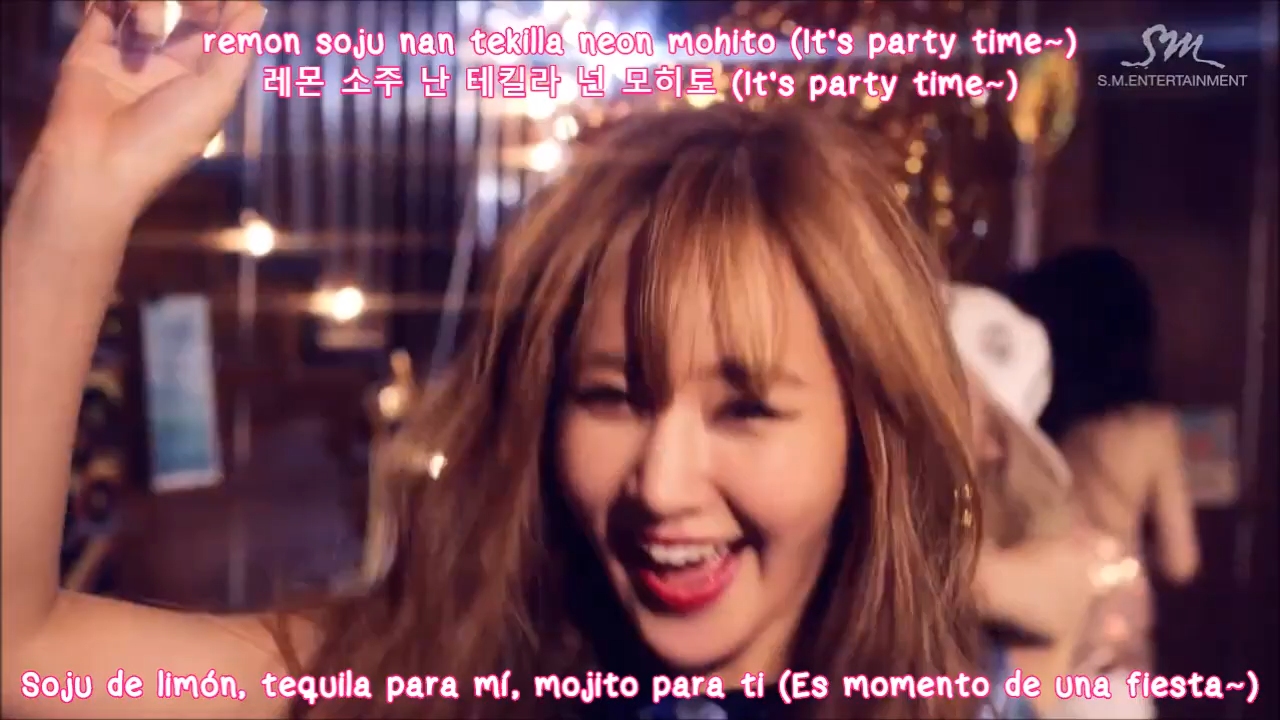 remon soju nan tekilla neon mohito (It's party time~)
레몬 소주 난 테킬라 넌 모히토 (It's party time~)
SM
S.M.ENTERTAINMENT
Soju de limón, tequila para mí, mojito para ti (Es momento de una fiesta~)